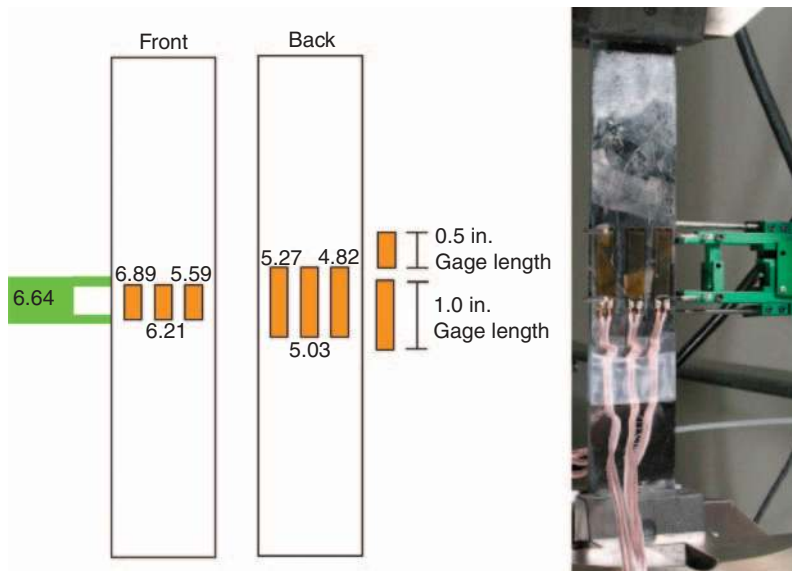 Front
Back
6.89 5.59
5.27 4.82
6.64
6.21
5.03
0.5 in.
Gage length
1.0 in.
Gage length